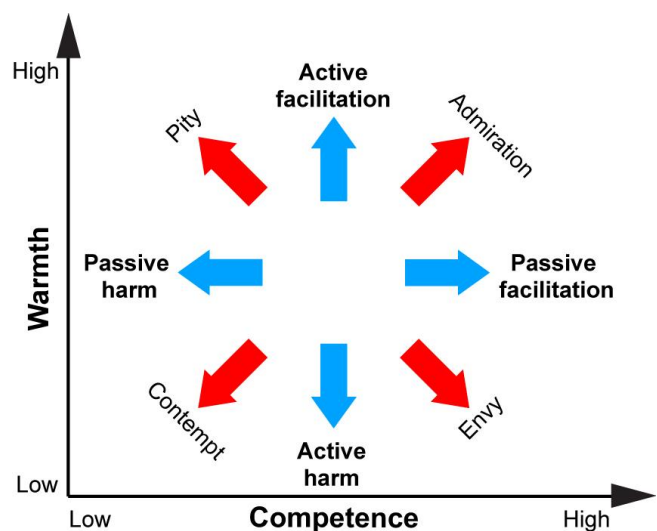 High
Active
facilitation
Pity
Admiration
Warmth
Passive
harm
Passive
facilitation
Contempt
Active
harm
Envy
Low
Low
Competence
High